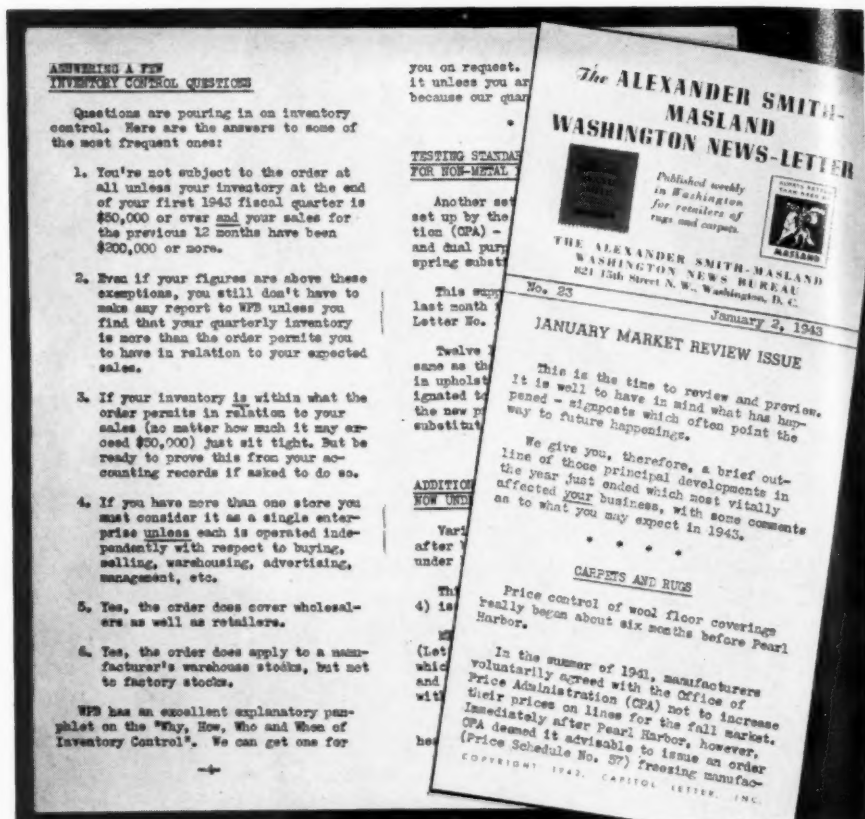 ANSWERING A FEW
INVENTORY CONTROL QUESTIONS
Questions are pouring in on inventory
control. Here are the answers to some of
the most frequent ones:
1. You're not subject to the order at
all unless your inventory at the end
of your first 1943 fiscal quarter is
$50,000 or over and your sales for
the previous 12 months have been
$200,000 or more.
2. Even if your figures are above these
exemptions, you still don't have to
make any report to WPB unless you
find that your quarterly inventory
is more than the order permits you
to have in relation to your expected
sales.
3. If your inventory is within what the
order permits in relation to your
sales (no matter how much it may ex-
ceed $50,000) just sit tight. But be
ready to prove this from your ac-
counting records if asked to do so.
4. If you have more than one store you
must consider it as a single enter-
prise unless each is operated inde-
pendently with respect to buying,
selling, warehousing, advertising,
management, etc.
5. Yes, the order does cover wholesal-
ers as well as retailers.
6. Yes, the order does apply to a manu-
facturer's warehouse stocks, but not
to factory stocks.
WPB has an excellent explanatory pam-
phlet on the "Why, How, Who and When of
Inventory Control". We can get one for
-4-
you on request.
it unless you ar
because our quan
*
TESTING STANDAR
FOR NON-METAL
Another set
set up by the
tion (OPA) -
and dual purp
spring substi
This supp
last month
Letter No.
Twelve
same as th
in upholst
ignated to
the new p
substitut
ADDITION
NOW UND
Vari
after
under
Thi
4) is
(Let
whic
and
with
hea
The ALEXANDER SMITH-
MASLAND
WASHINGTON NEWS-LETTER
Published weekly
in Washington
for retailers of
rugs and carpets.
MASLAND
THE ALEXANDER SMITH-MASLAND
WASHINGTON NEWS BUREAU
821 15th Street N. W., Washington, D. C.
No. 23
January 2, 1943
JANUARY MARKET REVIEW ISSUE
This is the time to review and preview.
It is well to have in mind what has hap-
pened - signposts which often point the
way to future happenings.
We give you, therefore, a brief out-
line of those principal developments in
the year just ended which most vitally
affected your business, with some comments
as to what you may expect in 1943.
* * * *
CARPETS AND RUGS
Price control of wool floor coverings
really began about six months before Pearl
Harbor.
In the summer of 1941, manufacturers
voluntarily agreed with the Office of
Price Administration (OPA) not to increase
their prices on lines for the fall market.
Immediately after Pearl Harbor, however,
OPA deemed it advisable to issue an order
(Price Schedule No. 57) freezing manufac-
COPYRIGHT 1942, CAPITOL LETTER, INC.